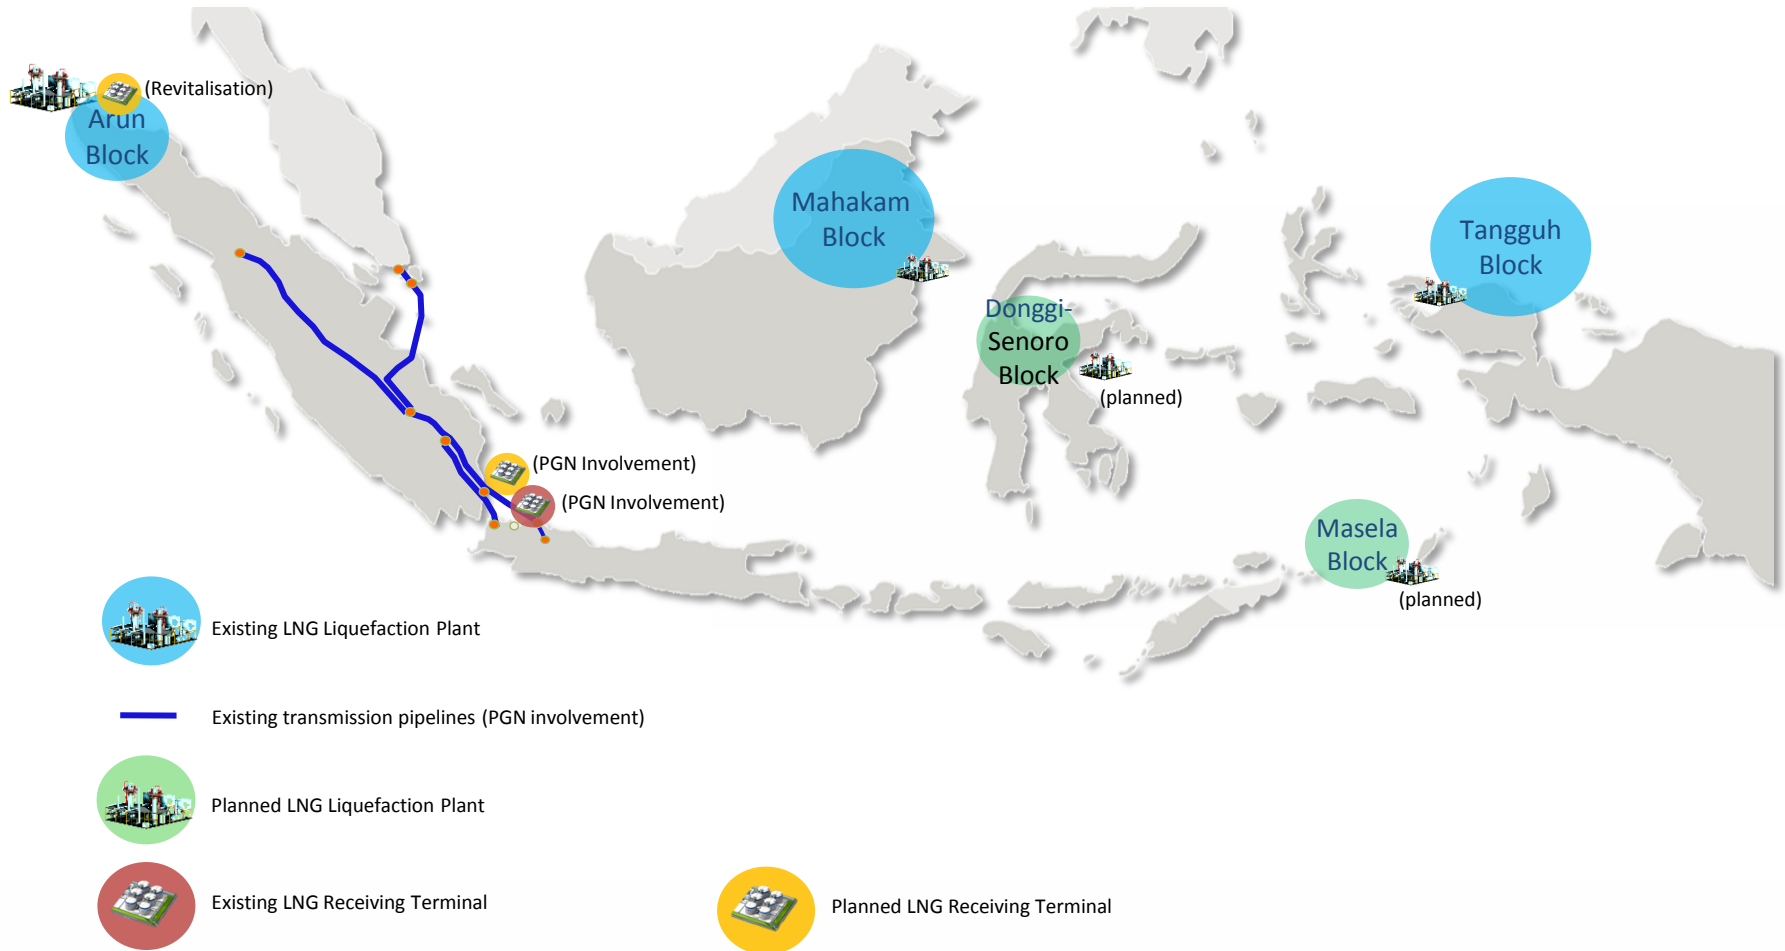 (Revitalisation)
Arun
Block
Mahakam
Block
Tangguh
Block
Donggi-
Senoro
Block
(planned)
(PGN Involvement)
(PGN Involvement)
Masela
Block
(planned)
Existing LNG Liquefaction Plant
Existing transmission pipelines (PGN involvement)
Planned LNG Liquefaction Plant
Existing LNG Receiving Terminal
Planned LNG Receiving Terminal